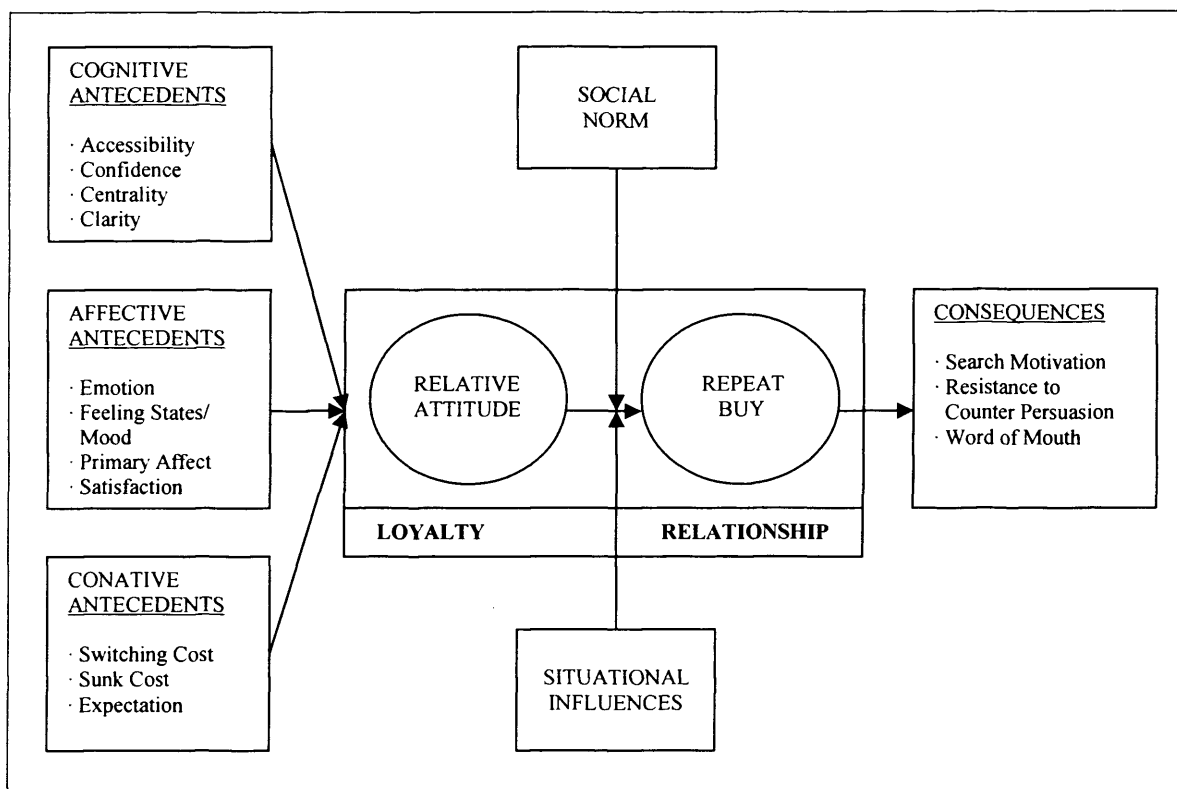 COGNITIVE
ANTECEDENTS
· Accessibility
· Confidence
· Centrality
· Clarity
AFFECTIVE
ANTECEDENTS
· Emotion
· Feeling States/
Mood
· Primary Affect
· Satisfaction
CONATIVE
ANTECEDENTS
· Switching Cost
· Sunk Cost
· Expectation
SOCIAL
NORM
RELATIVE
ATTITUDE
REPEAT
BUY
LOYALTY RELATIONSHIP
SITUATIONAL
INFLUENCES
CONSEQUENCES
· Search Motivation
· Resistance to
Counter Persuasion
· Word of Mouth